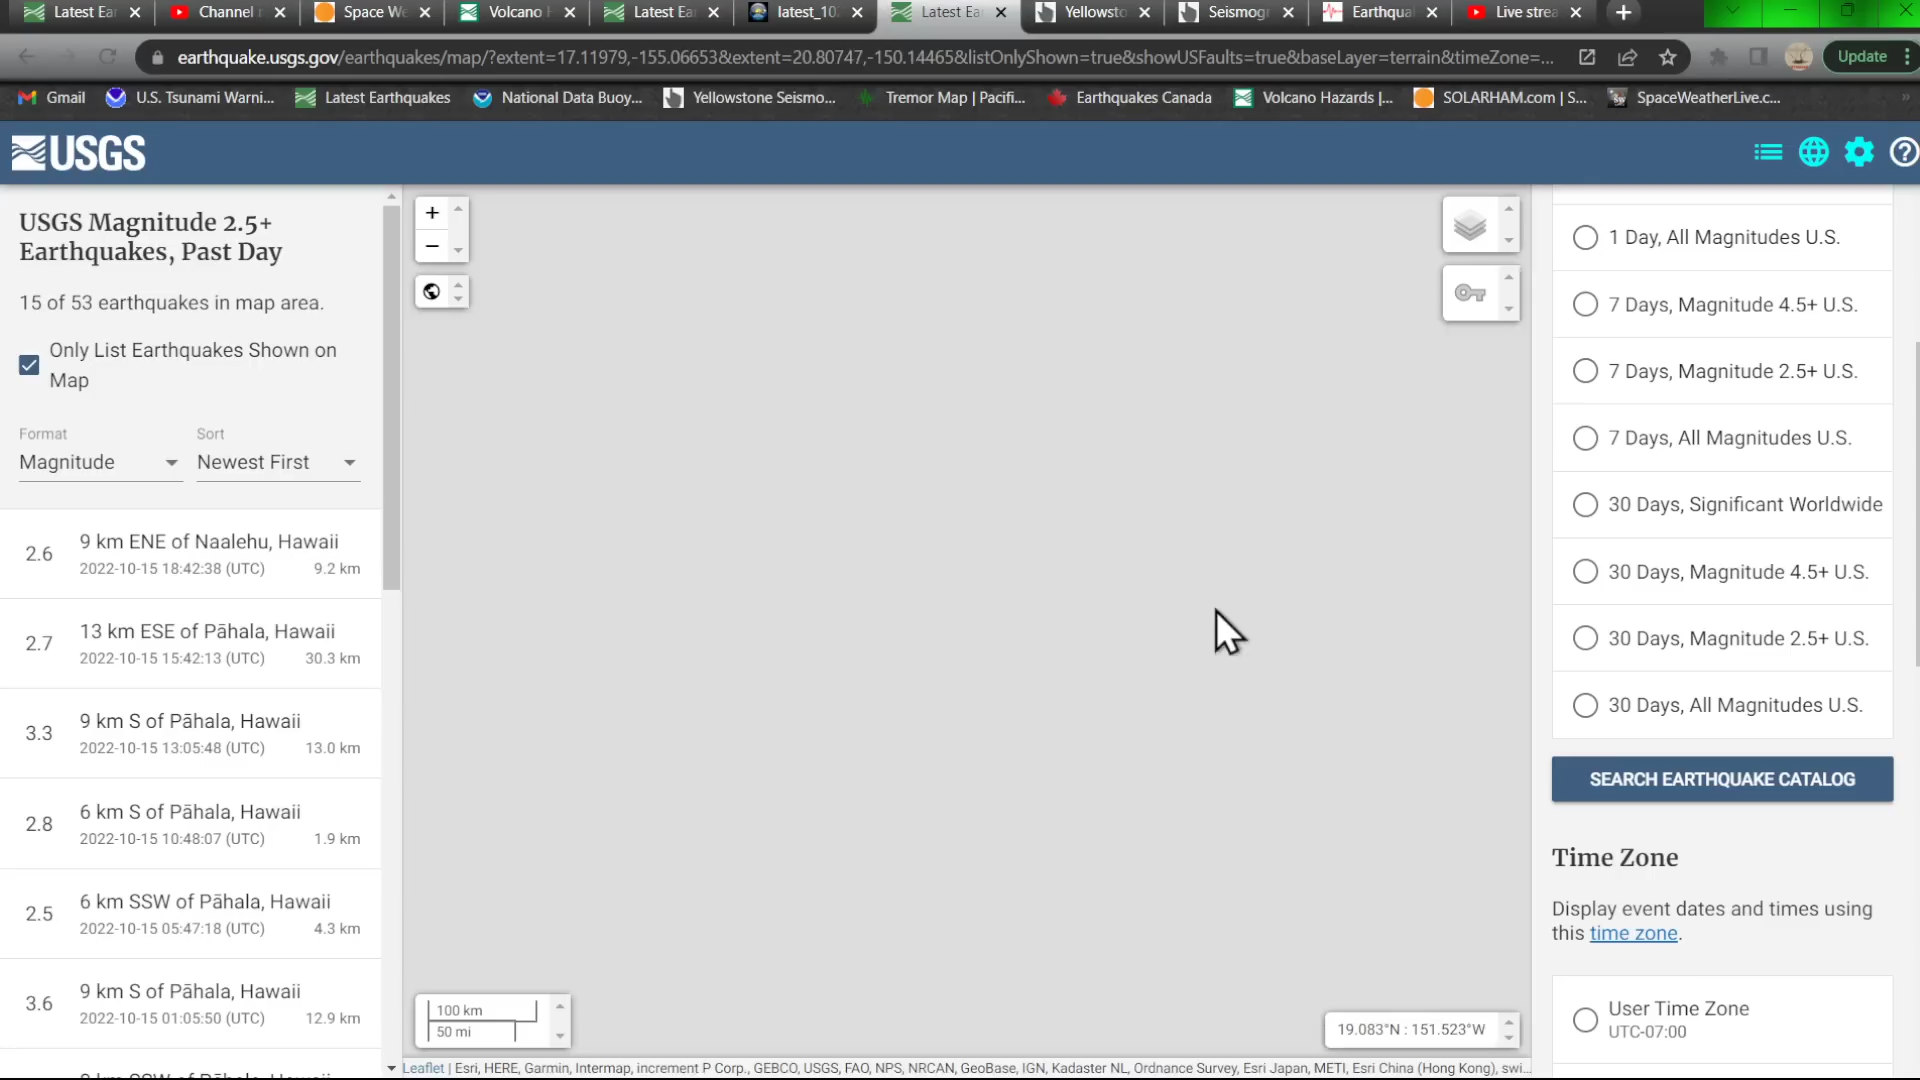 Latest Ea
Channel
Space We
Volcano
Latest Ea
latest_10
Latest Ea
Yellowsto
Seismog
Earthqua
Live strea
earthquake.usgs.gov/earthquakes/map/?extent=17.11979,-155.06653&extent=20.80747,-150.14465&listOnlyShown=true&showUSFaults=true&baseLayer=terrain&timeZone=...
Update
Gmail
U.S. Tsunami Warni...
Latest Earthquakes
National Data Buoy...
Yellowstone Seismo...
Tremor Map | Pacifi...
Earthquakes Canada
Volcano Hazards |...
SOLARHAM.com | S...
SpaceWeatherLive.c...
USGS
USGS Magnitude 2.5+
Earthquakes, Past Day
15 of 53 earthquakes in map area.
Only List Earthquakes Shown on
Map
Format
Magnitude
Sort
Newest First
2.6
9 km ENE of Naalehu, Hawaii
2022-10-15 18:42:38 (UTC) 9.2 km
2.7
13 km ESE of Pāhala, Hawaii
2022-10-15 15:42:13 (UTC) 30.3 km
3.3
9 km S of Pāhala, Hawaii
2022-10-15 13:05:48 (UTC) 13.0 km
2.8
6 km S of Pāhala, Hawaii
2022-10-15 10:48:07 (UTC) 1.9 km
2.5
6 km SSW of Pāhala, Hawaii
2022-10-15 05:47:18 (UTC) 4.3 km
3.6
9 km S of Pāhala, Hawaii
2022-10-15 01:05:50 (UTC) 12.9 km
+
−
100 km
50 mi
19.083°N : 151.523°W
Leaflet | Esri, HERE, Garmin, Intermap, increment P Corp., GEBCO, USGS, FAO, NPS, NRCAN, GeoBase, IGN, Kadaster NL, Ordnance Survey, Esri Japan, METI, Esri China (Hong Kong), swi...
1 Day, All Magnitudes U.S.
7 Days, Magnitude 4.5+ U.S.
7 Days, Magnitude 2.5+ U.S.
7 Days, All Magnitudes U.S.
30 Days, Significant Worldwide
30 Days, Magnitude 4.5+ U.S.
30 Days, Magnitude 2.5+ U.S.
30 Days, All Magnitudes U.S.
SEARCH EARTHQUAKE CATALOG
Time Zone
Display event dates and times using
this time zone.
User Time Zone
UTC-07:00